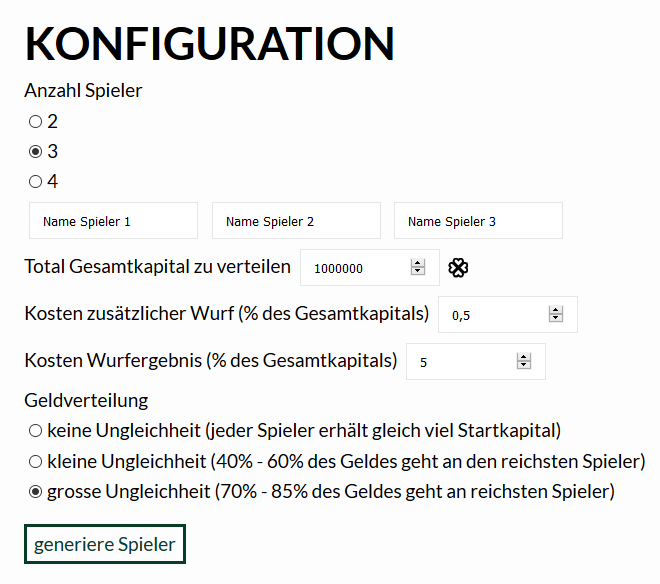 KONFIGURATION
Anzahl Spieler
2
3
4
Name Spieler 1 Name Spieler 2 Name Spieler 3
Total Gesamtkapital zu verteilen 1000000
Kosten zusätzlicher Wurf (% des Gesamtkapitals) 0,5
Kosten Wurfergebnis (% des Gesamtkapitals) 5
Geldverteilung
keine Ungleichheit (jeder Spieler erhält gleich viel Startkapital)
kleine Ungleichheit (40% - 60% des Geldes geht an den reichsten Spieler)
grosse Ungleichheit (70% - 85% des Geldes geht an reichsten Spieler)
generiere Spieler